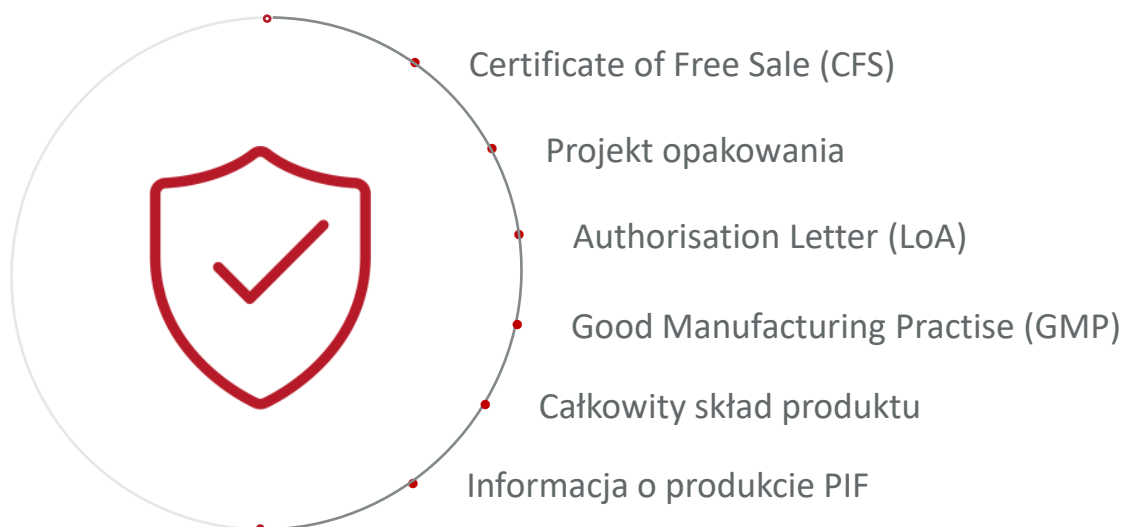 Certificate of Free Sale (CFS)
Projekt opakowania
Authorisation Letter (LoA)
Good Manufacturing Practise (GMP)
Całkowity skład produktu
Informacja o produkcie PIF